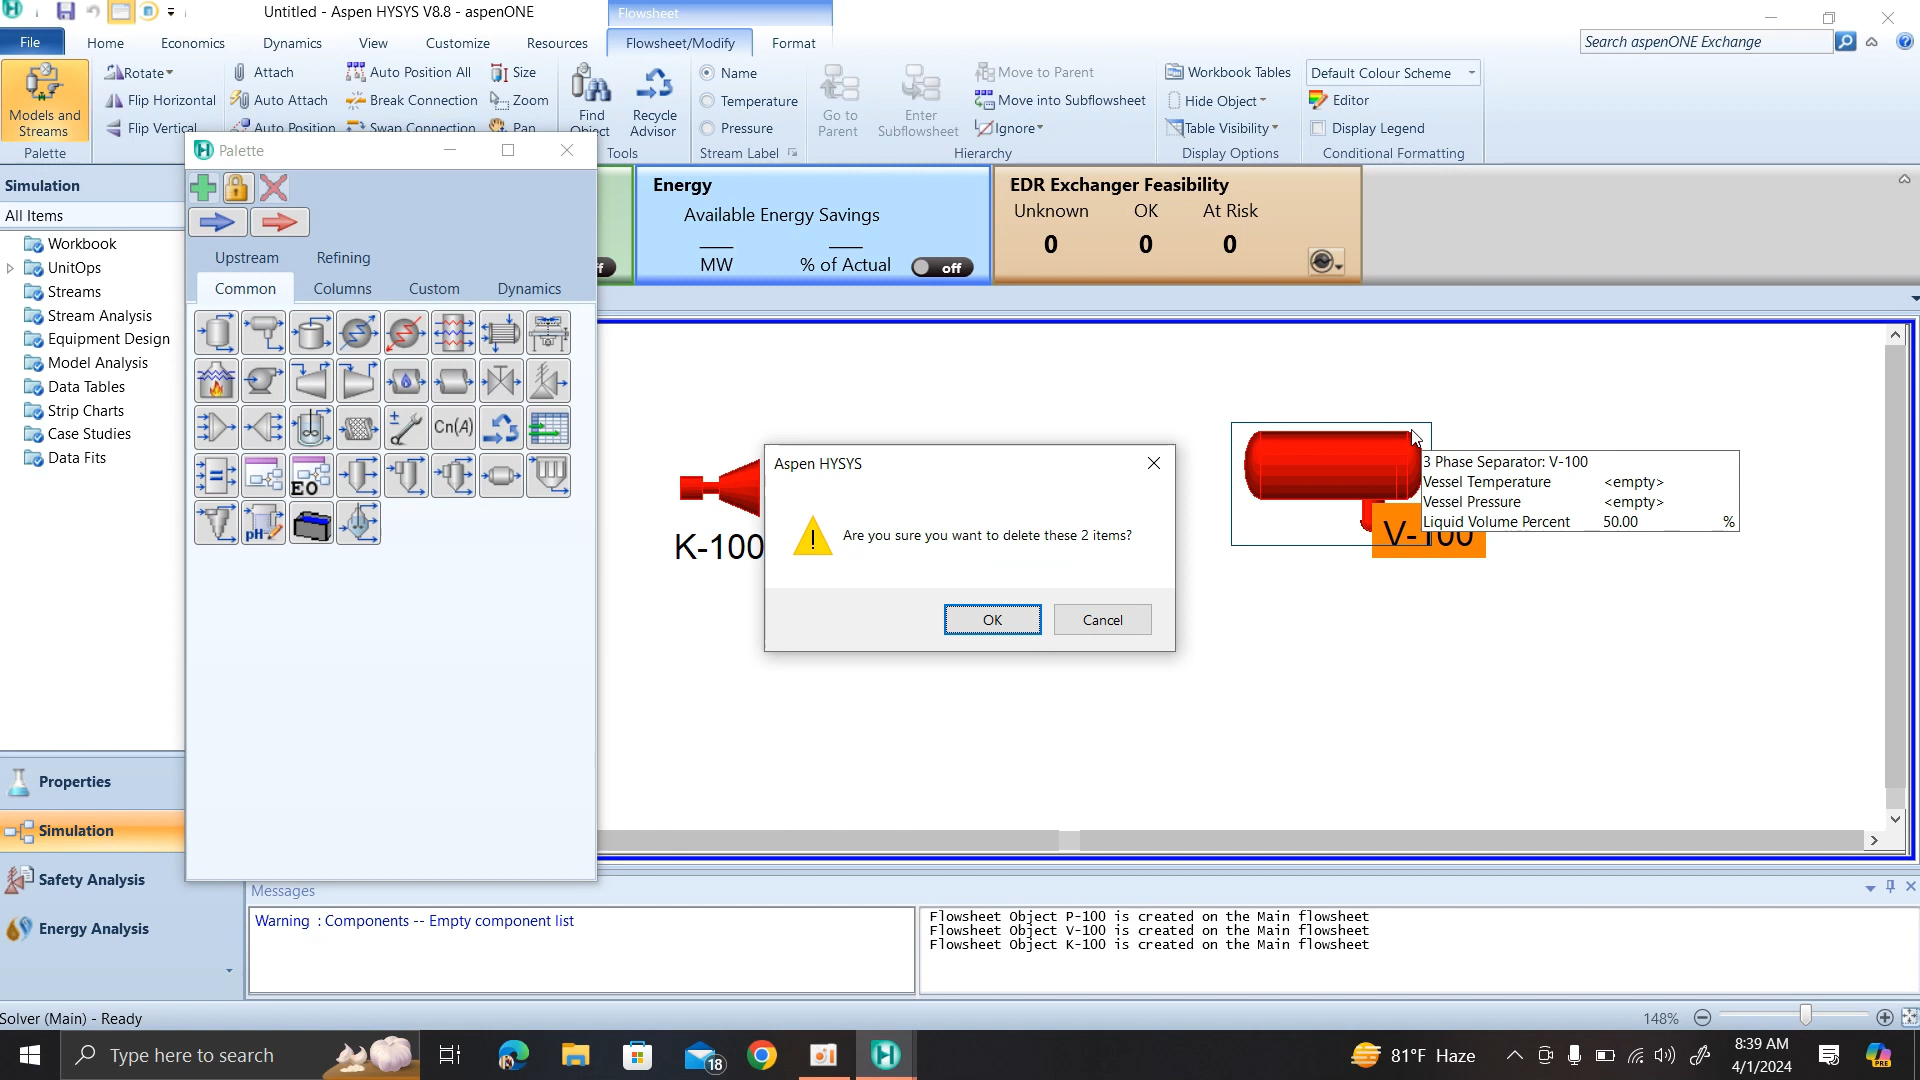 Untitled - Aspen HYSYS V8.8 - aspenONE
Flowsheet
File
Home
Economics
Dynamics
View
Customize
Resources
Flowsheet/Modify
Format
Search aspenONE Exchange
Models and Streams
Palette
Rotate
Flip Horizontal
Flip Vertical
Attach
Auto Attach
Auto Position
Auto Position All
Break Connection
Swap Connection
Size
Zoom
Pan
Find Object
Recycle Advisor
Tools
Name
Temperature
Pressure
Stream Label
Go to Parent
Enter Subflowsheet
Move to Parent
Move into Subflowsheet
Ignore
Hierarchy
Workbook Tables
Hide Object
Table Visibility
Display Options
Default Colour Scheme
Editor
Display Legend
Conditional Formatting
Simulation
All Items
Workbook
UnitOps
Streams
Stream Analysis
Equipment Design
Model Analysis
Data Tables
Strip Charts
Case Studies
Data Fits
Properties
Simulation
Safety Analysis
Energy Analysis
Palette
Upstream
Refining
Common
Columns
Custom
Dynamics
Cn(A)
EO
pH
Energy
Available Energy Savings
MW
% of Actual
off
EDR Exchanger Feasibility
Unknown OK At Risk
0 0 0
K-100
Aspen HYSYS
Are you sure you want to delete these 2 items?
OK
Cancel
3 Phase Separator: V-100
Vessel Temperature <empty>
Vessel Pressure <empty>
Liquid Volume Percent 50.00 %
V-100
Messages
Warning : Components -- Empty component list
Flowsheet Object P-100 is created on the Main flowsheet
Flowsheet Object V-100 is created on the Main flowsheet
Flowsheet Object K-100 is created on the Main flowsheet
Solver (Main) - Ready
148%
Type here to search
18
81°F Haze
8:39 AM
4/1/2024
PRE